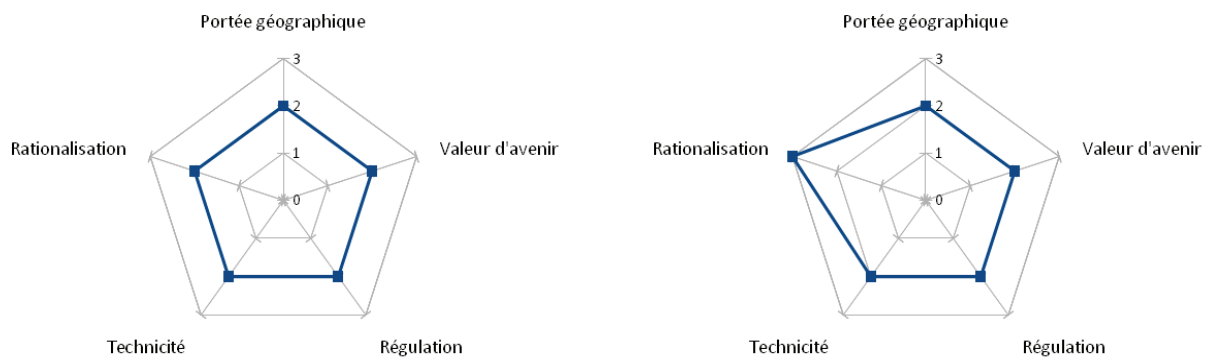 Portée géographique
3
2
1
0
Rationalisation
Valeur d'avenir
Technicité
Régulation
Portée géographique
3
2
1
0
Rationalisation
Valeur d'avenir
Technicité
Régulation